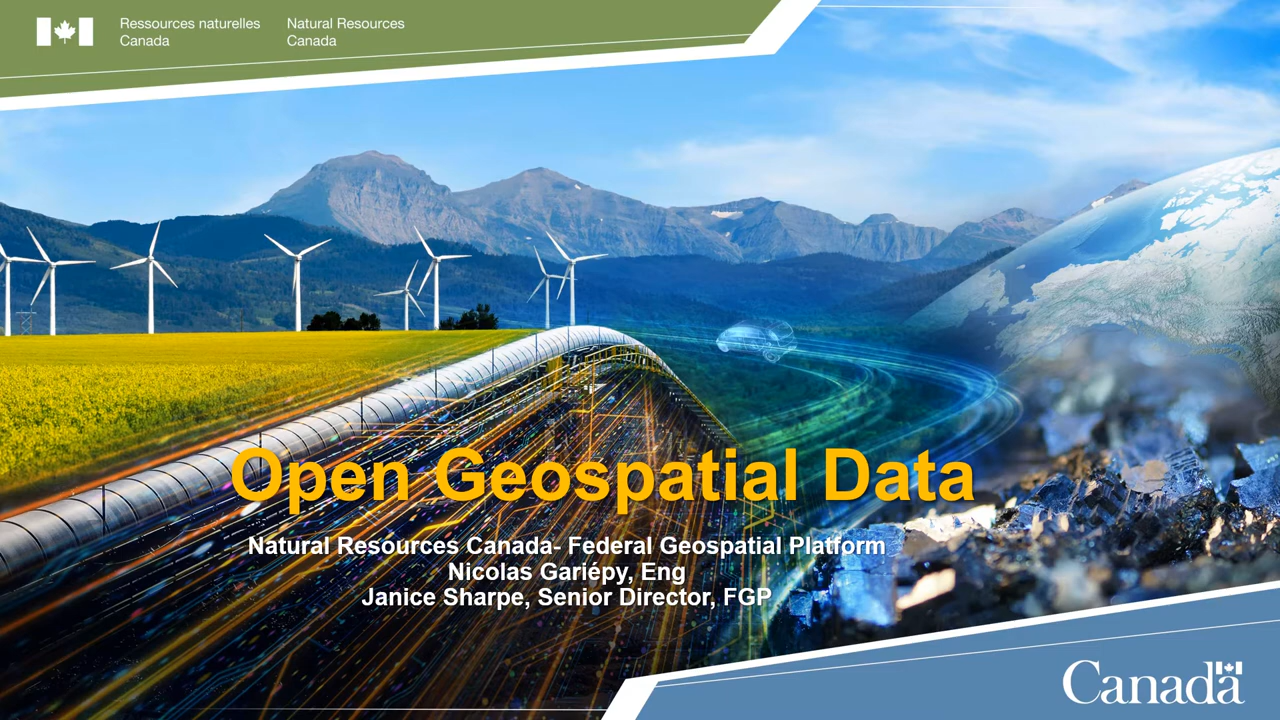 Ressources naturelles
Canada
Natural Resources
Canada
Open Geospatial Data
Natural Resources Canada- Federal Geospatial Platform
Nicolas Gariépy, Eng
Janice Sharpe, Senior Director, FGP
Canada